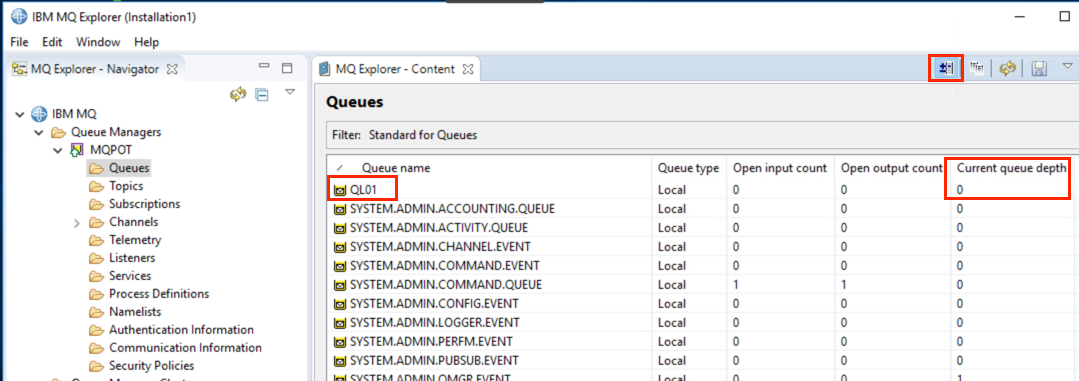 IBM MQ Explorer (Installation1)
File Edit Window Help
MQ Explorer - Navigator
IBM MQ
Queue Managers
MQPOT
Queues
Topics
Subscriptions
Channels
Telemetry
Listeners
Services
Process Definitions
Namelists
Authentication Information
Communication Information
Security Policies
MQ Explorer - Content
Queues
Filter: Standard for Queues
Queue name Queue type Open input count Open output count Current queue depth
QL01 Local 0 0 0
SYSTEM.ADMIN.ACCOUNTING.QUEUE Local 0 0 0
SYSTEM.ADMIN.ACTIVITY.QUEUE Local 0 0 0
SYSTEM.ADMIN.CHANNEL.EVENT Local 0 0 0
SYSTEM.ADMIN.COMMAND.EVENT Local 0 0 0
SYSTEM.ADMIN.COMMAND.QUEUE Local 1 1 0
SYSTEM.ADMIN.CONFIG.EVENT Local 0 0 0
SYSTEM.ADMIN.LOGGER.EVENT Local 0 0 0
SYSTEM.ADMIN.PERFM.EVENT Local 0 0 0
SYSTEM.ADMIN.PUBSUB.EVENT Local 0 0 0
SYSTEM.ADMIN.QMGR.EVENT Local 0 0 1